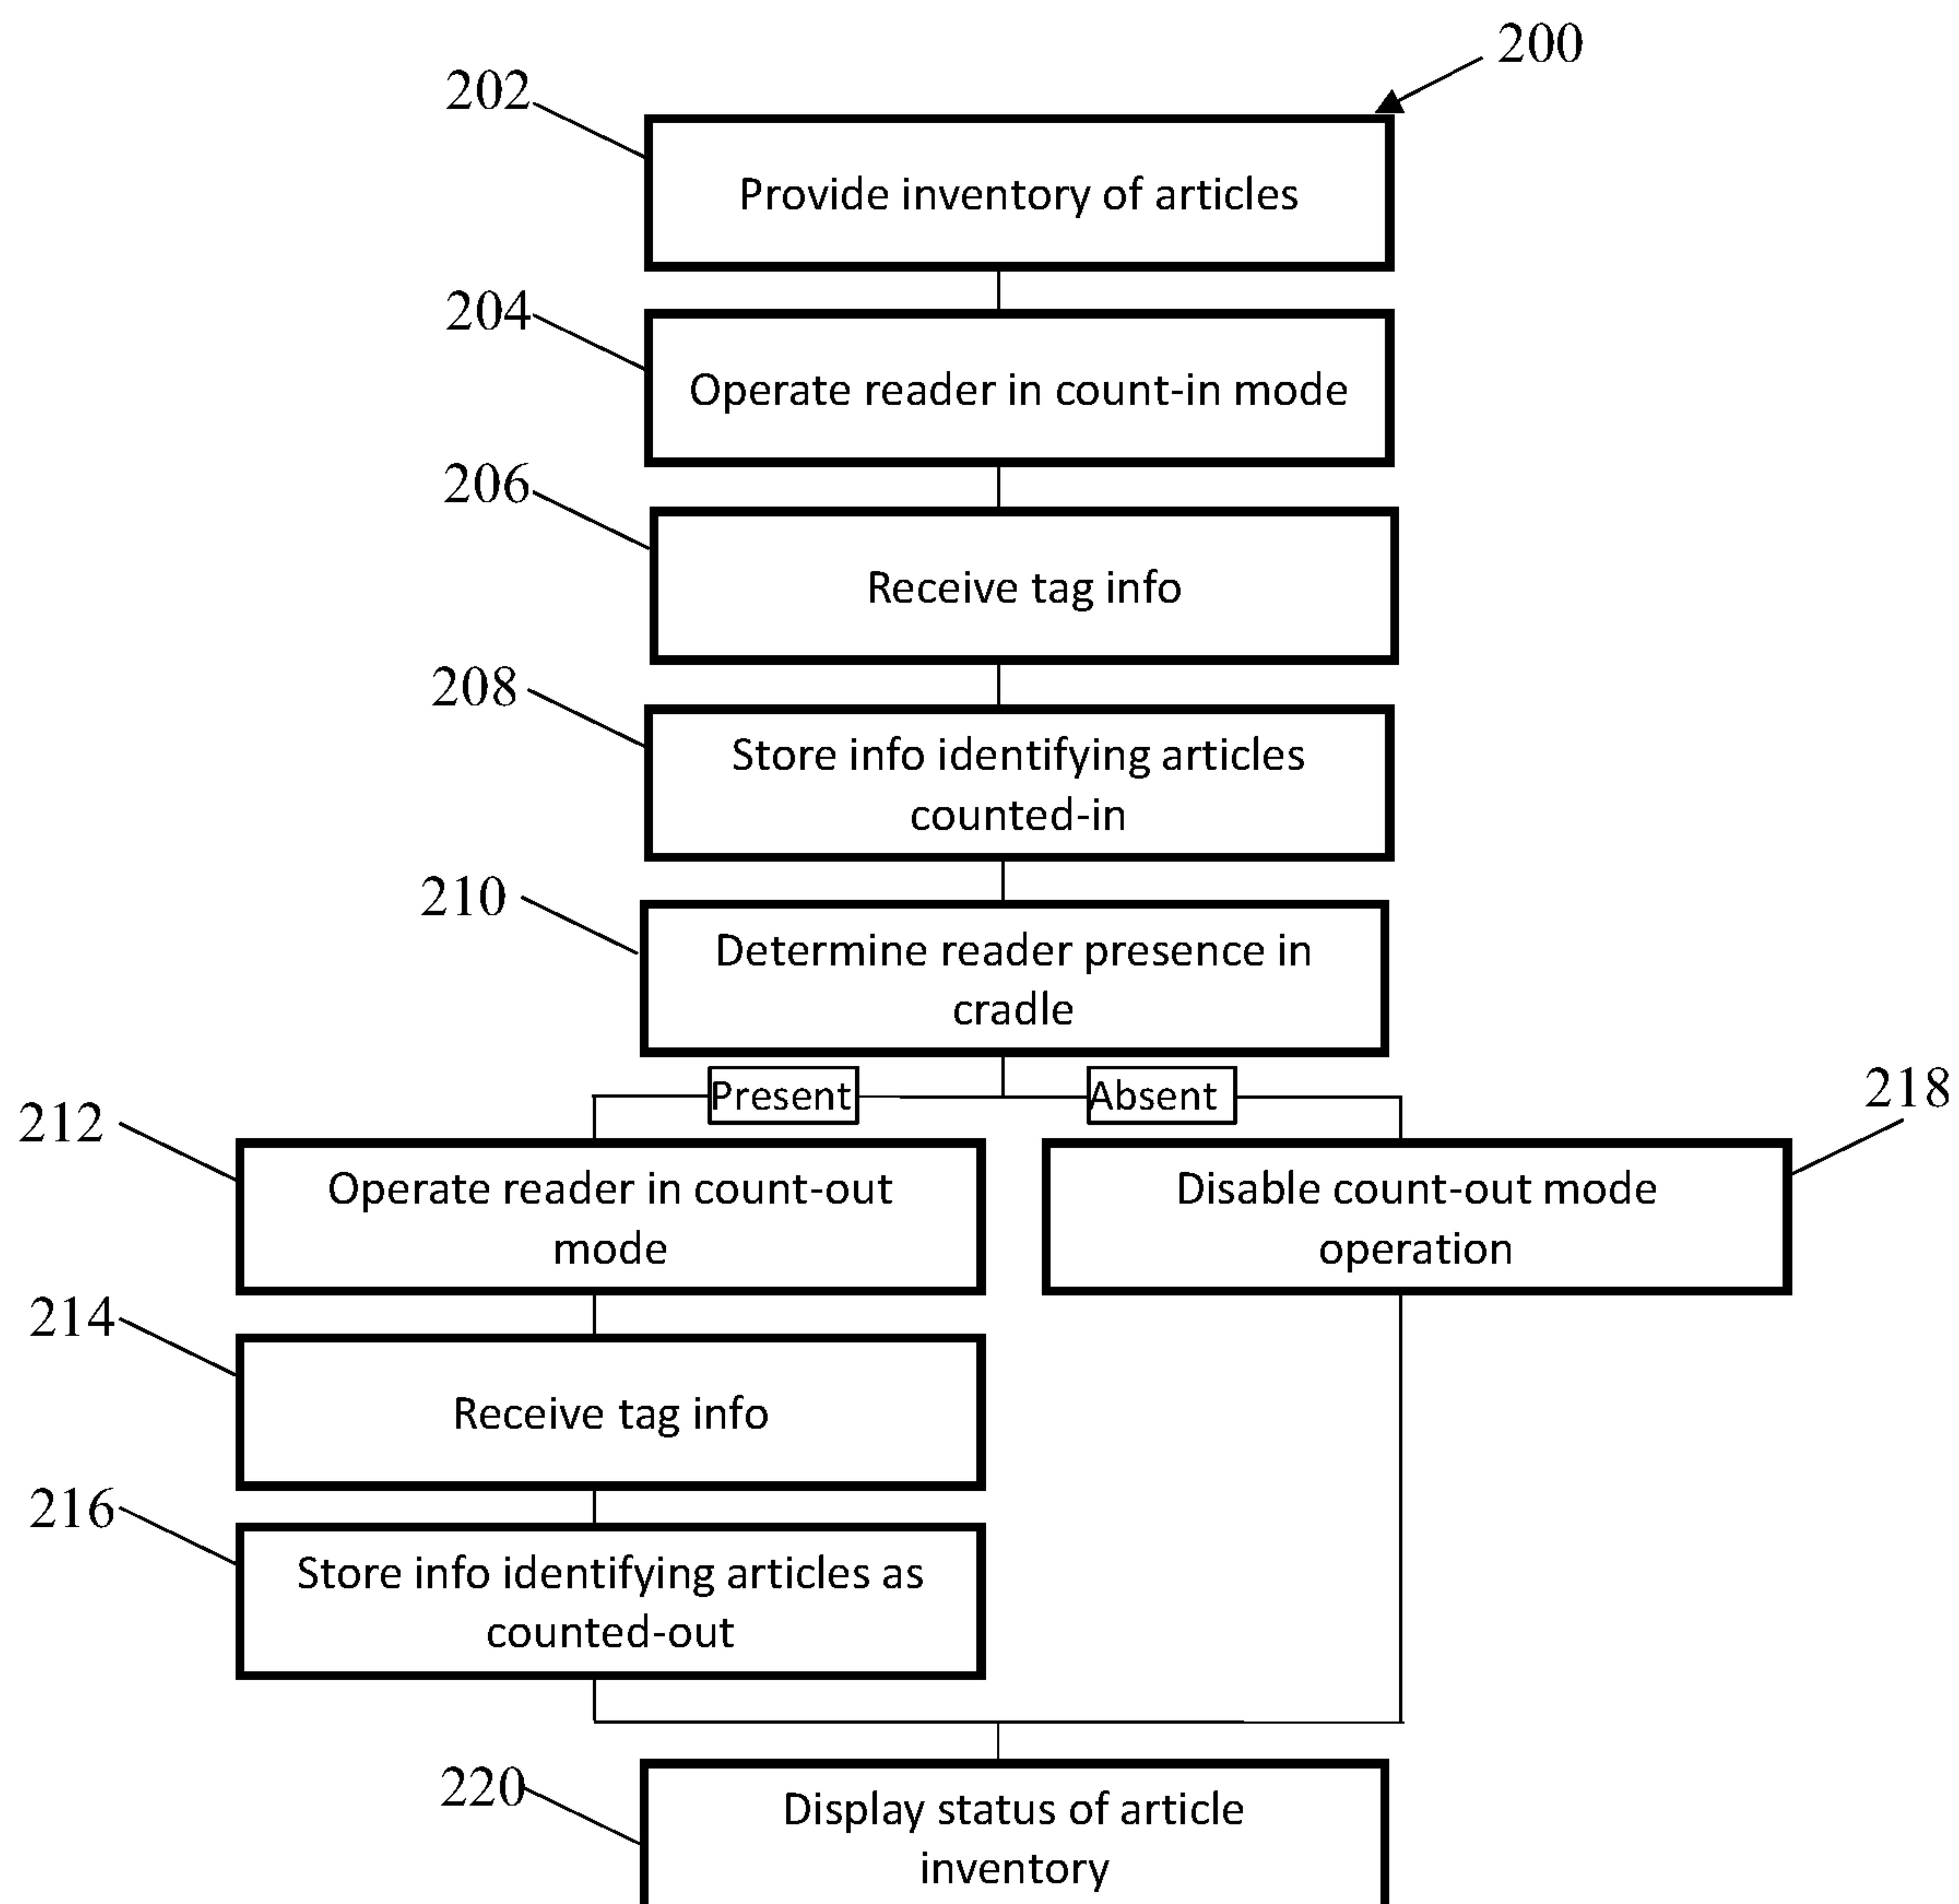 200
202
Provide inventory of articles
204
Operate reader in count-in mode
206
Receive tag info
208
Store info identifying articles
counted-in
210
Determine reader presence in
cradle
Present
Absent
212
Operate reader in count-out
mode
218
Disable count-out mode
operation
214
Receive tag info
216
Store info identifying articles as
counted-out
220
Display status of article
inventory